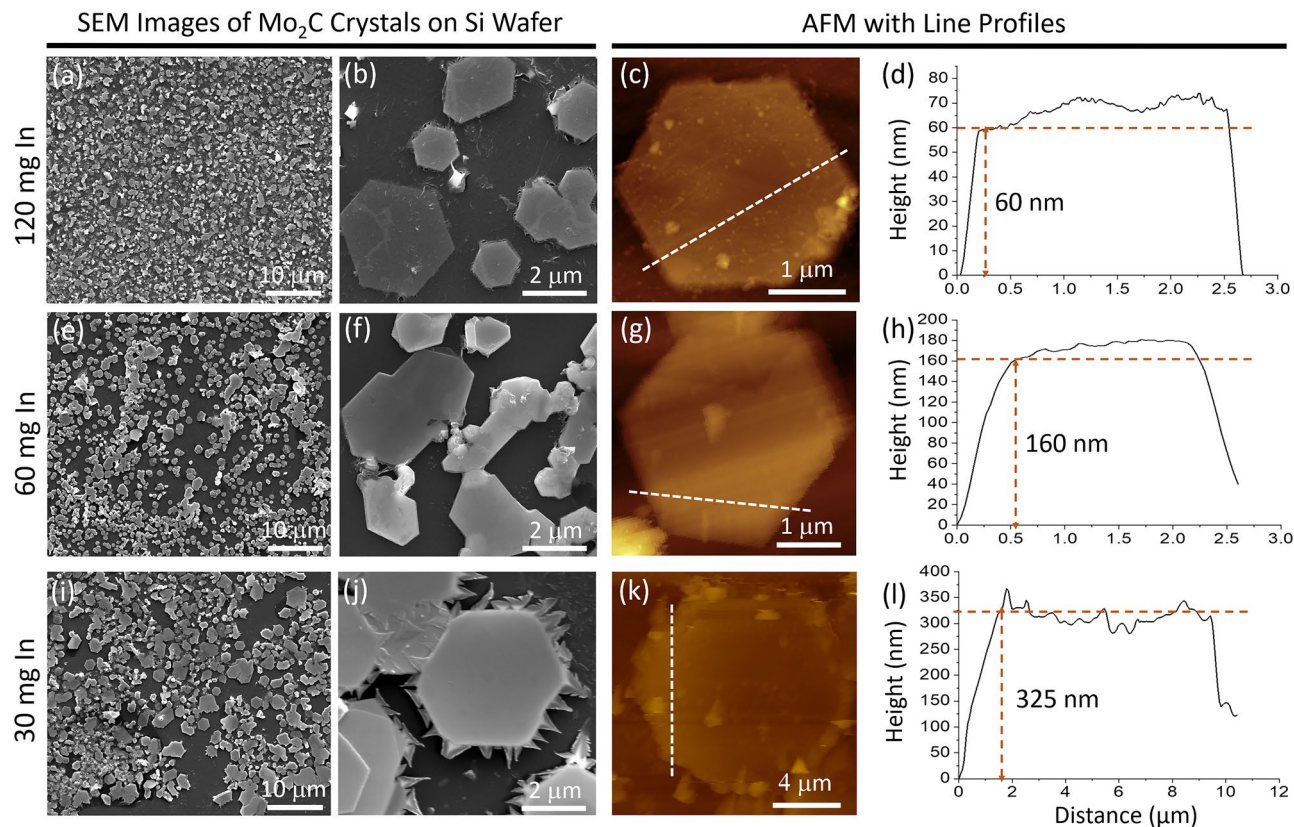 SEM Images of Mo₂C Crystals on Si Wafer
AFM with Line Profiles
120 mg In
(a)
10 μm
(b)
2 μm
(c)
1 μm
(d)
Height (nm)
80
70
60
50
40
30
20
10
0
60 nm
0.0 0.5 1.0 1.5 2.0 2.5 3.0
60 mg In
(e)
10 μm
(f)
2 μm
(g)
1 μm
(h)
Height (nm)
200
180
160
140
120
100
80
60
40
20
0
160 nm
0.0 0.5 1.0 1.5 2.0 2.5 3.0
30 mg In
(i)
10 μm
(j)
2 μm
(k)
4 μm
(l)
Height (nm)
400
350
300
250
200
150
100
50
0
325 nm
0 2 4 6 8 10 12
Distance (μm)